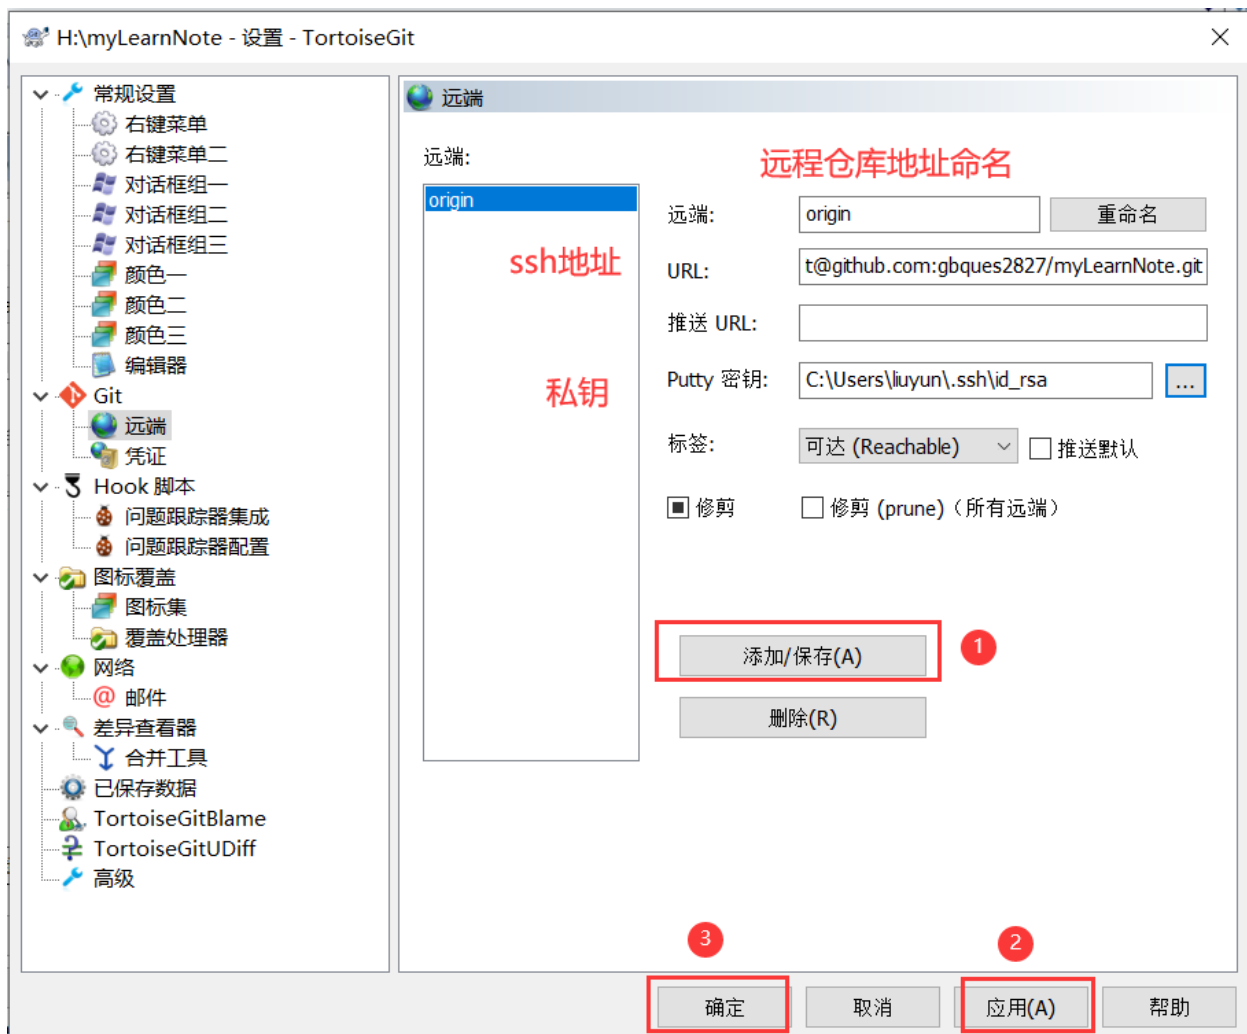 H:\myLearnNote - 设置 - TortoiseGit
常规设置
右键菜单
右键菜单二
对话框组一
对话框组二
对话框组三
颜色一
颜色二
颜色三
编辑器
Git
远端
凭证
Hook 脚本
问题跟踪器集成
问题跟踪器配置
图标覆盖
图标集
覆盖处理器
网络
邮件
差异查看器
合并工具
已保存数据
TortoiseGitBlame
TortoiseGitUDiff
高级
远端
远端:
origin
远程仓库地址命名
远端: origin 重命名
ssh地址
URL: t@github.com:gbques2827/myLearnNote.git
推送 URL:
私钥
Putty 密钥: C:\Users\liuyun\.ssh\id_rsa ...
标签: 可达 (Reachable) 推送默认
修剪 修剪 (prune)（所有远端）
添加/保存(A) 1
删除(R)
3 2
确定 取消 应用(A) 帮助